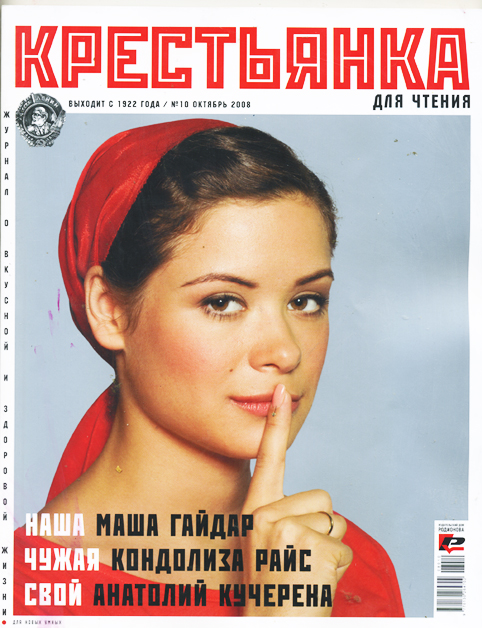 КРЕСТЬЯНКА
ДЛЯ ЧТЕНИЯ
ВЫХОДИТ С 1922 ГОДА / №10 ОКТЯБРЬ 2008
ЖУРНАЛ О ВКУСНОЙ И ЗДОРОВОЙ ЖИЗНИ
НАША МАША ГАЙДАР
ЧУЖАЯ КОНДОЛИЗА РАЙС
СВОЙ АНАТОЛИЙ КУЧЕРЕНА
РОДИОНОВА